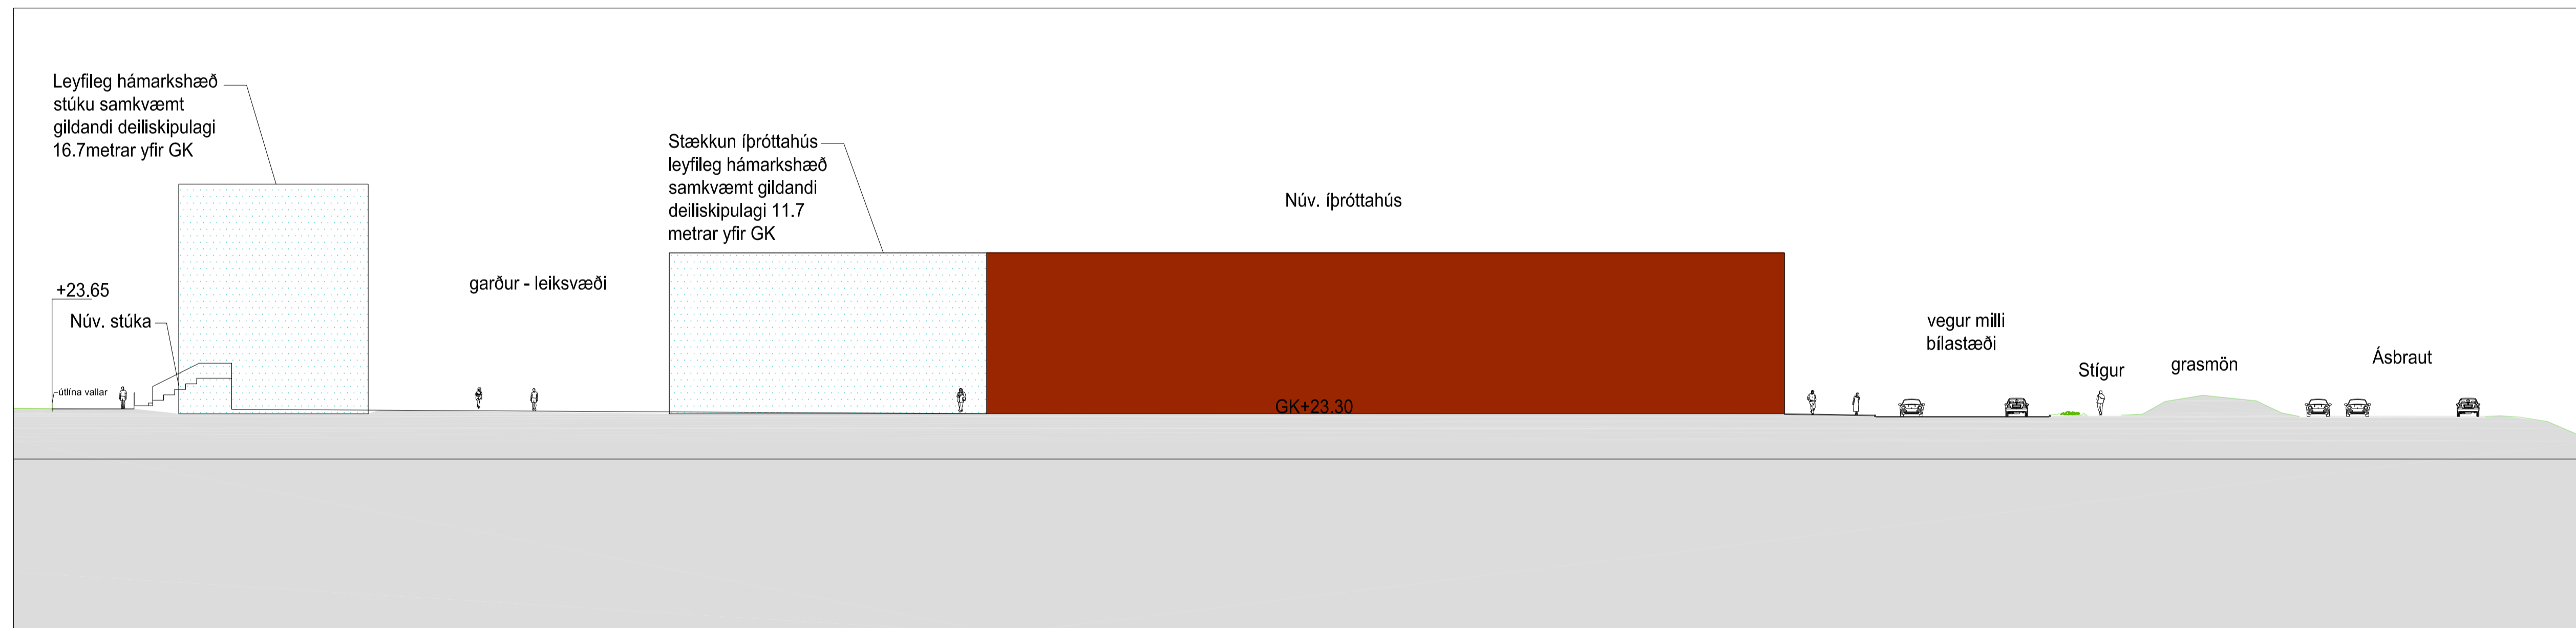 Leyfileg hámarkshæð
stúku samkvæmt
gildandi deiliskipulagi
16.7metrar yfir GK
Stækkun íþróttahús
leyfileg hámarkshæð
samkvæmt gildandi
deiliskipulagi 11.7
metrar yfir GK
Núv. íþróttahús
garður - leiksvæði
+23.65
Núv. stúka
útlína vallar
GK+23.30
vegur milli
bílastæði
Stígur
grasmön
Ásbraut